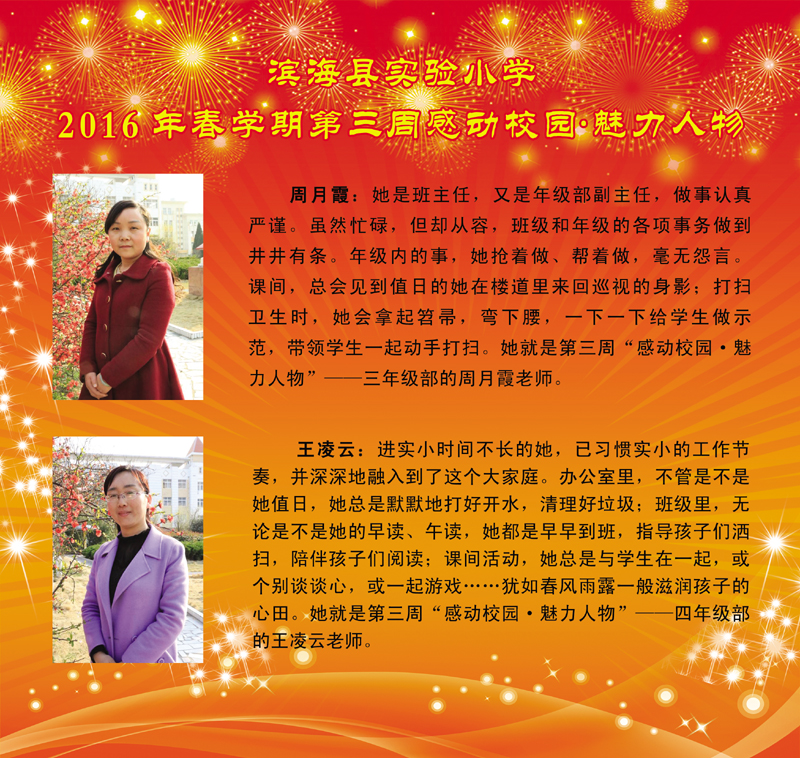 滨海县实验小学
2016 年春学期第三周感动校园·魅力人物
周月霞：她是班主任，又是年级部副主任，做事认真
严谨。虽然忙碌，但却从容，班级和年级的各项事务做到
井井有条。年级内的事，她抢着做、帮着做，毫无怨言。
课间，总会见到值日的她在楼道里来回巡视的身影；打扫
卫生时，她会拿起笤帚，弯下腰，一下一下给学生做示
范，带领学生一起动手打扫。她就是第三周“感动校园·魅
力人物”——三年级部的周月霞老师。
王凌云：进实小时间不长的她，已习惯实小的工作节
奏，并深深地融入到了这个大家庭。办公室里，不管是不是
她值日，她总是默默地打好开水，清理好垃圾；班级里，无
论是不是她的早读、午读，她都是早早到班，指导孩子们洒
扫，陪伴孩子们阅读；课间活动，她总是与学生在一起，或
个别谈谈心，或一起游戏……犹如春风雨露一般滋润孩子的
心田。她就是第三周“感动校园·魅力人物”——四年级部
的王凌云老师。